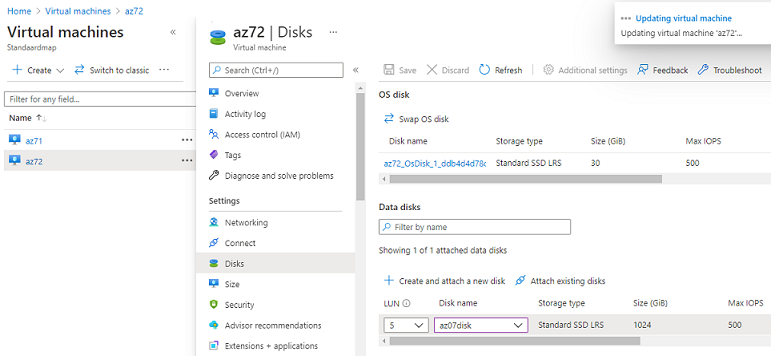 Home > Virtual machines > az72
Virtual machines
Standaardmap
Create
Switch to classic
Filter for any field...
Name ↑
az71
az72
az72 | Disks
Virtual machine
Search (Ctrl+/)
Overview
Activity log
Access control (IAM)
Tags
Diagnose and solve problems
Settings
Networking
Connect
Disks
Size
Security
Advisor recommendations
Extensions + applications
Updating virtual machine
Updating virtual machine 'az72'...
Save Discard Refresh Additional settings Feedback Troubleshoot
OS disk
Swap OS disk
Disk name Storage type Size (GiB) Max IOPS
az72_OsDisk_1_ddb4d4d78c Standard SSD LRS 30 500
Data disks
Filter by name
Showing 1 of 1 attached data disks
Create and attach a new disk Attach existing disks
LUN Disk name Storage type Size (GiB) Max IOPS
5 az07disk Standard SSD LRS 1024 500